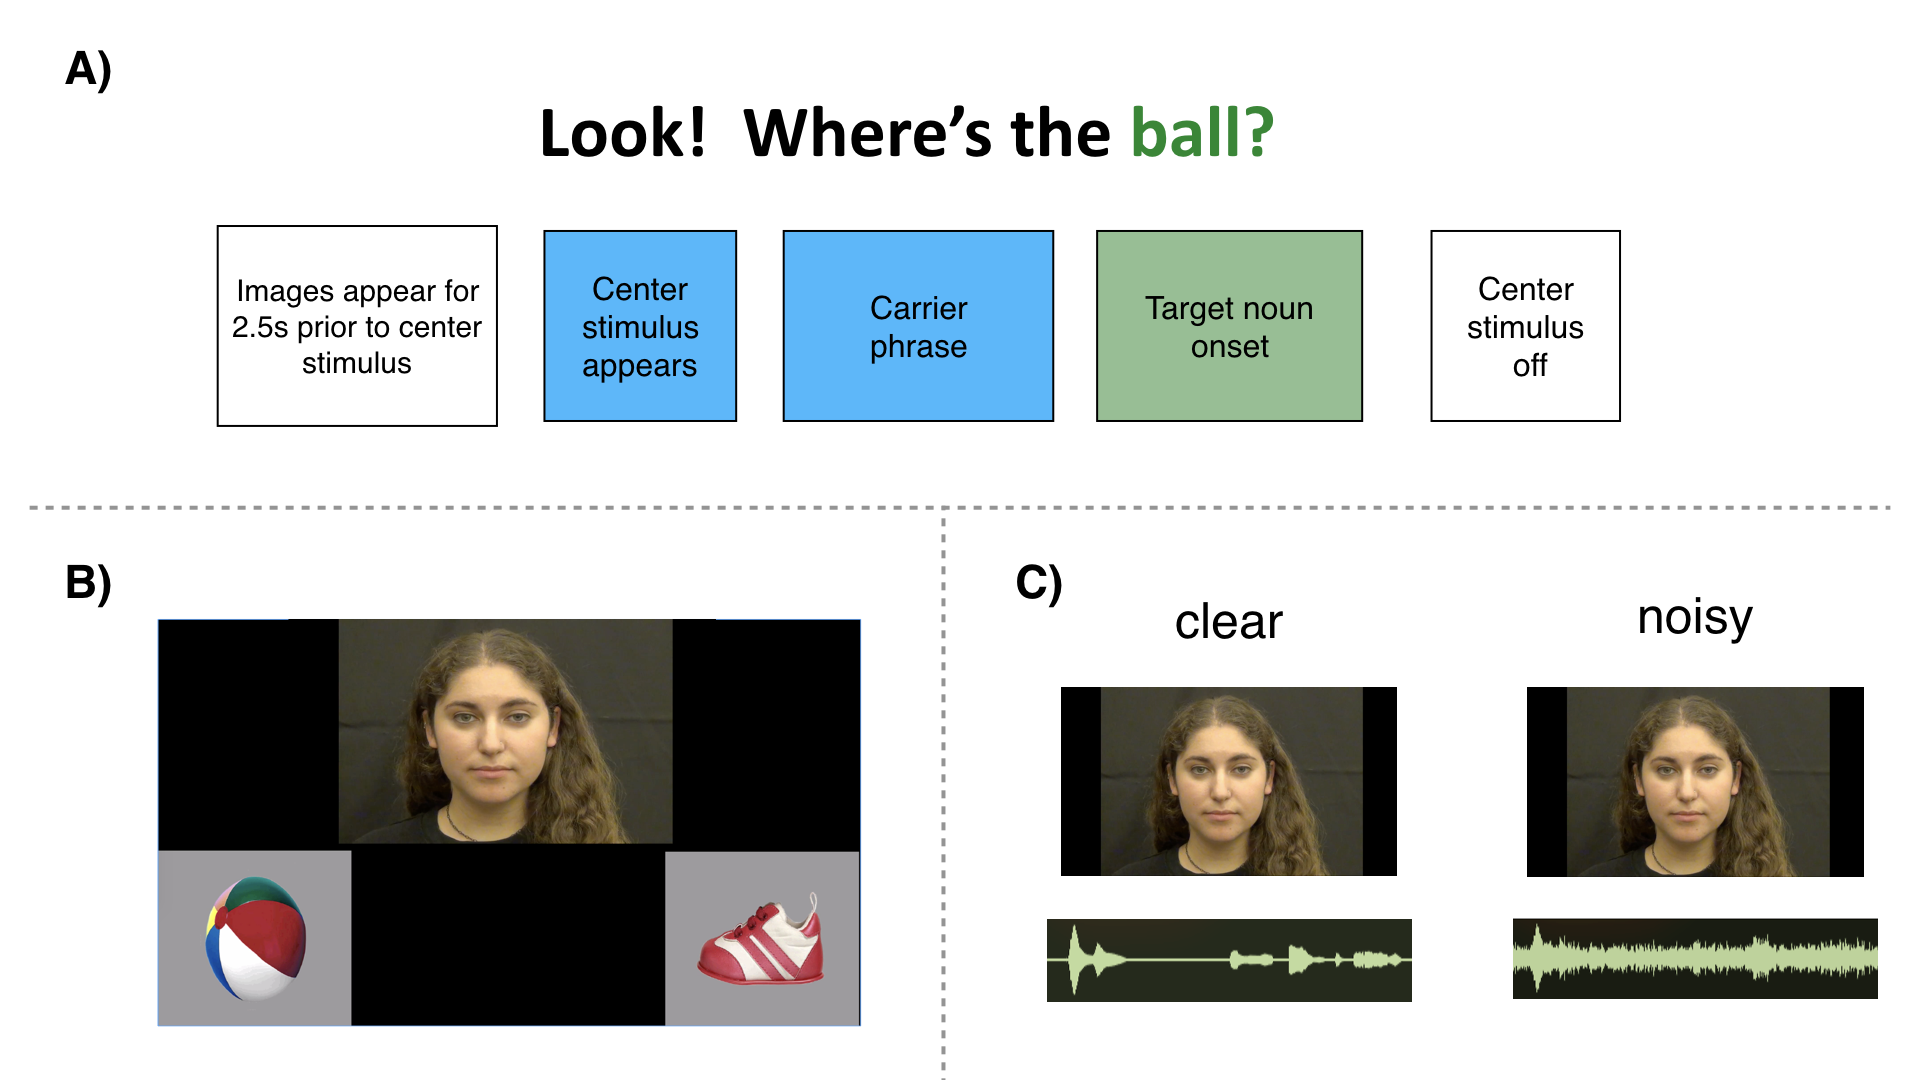 A)
Look! Where’s the ball?
Images appear for
2.5s prior to center
stimulus
Center
stimulus
appears
Carrier
phrase
Target noun
onset
Center
stimulus
off
B)
C)
clear
noisy